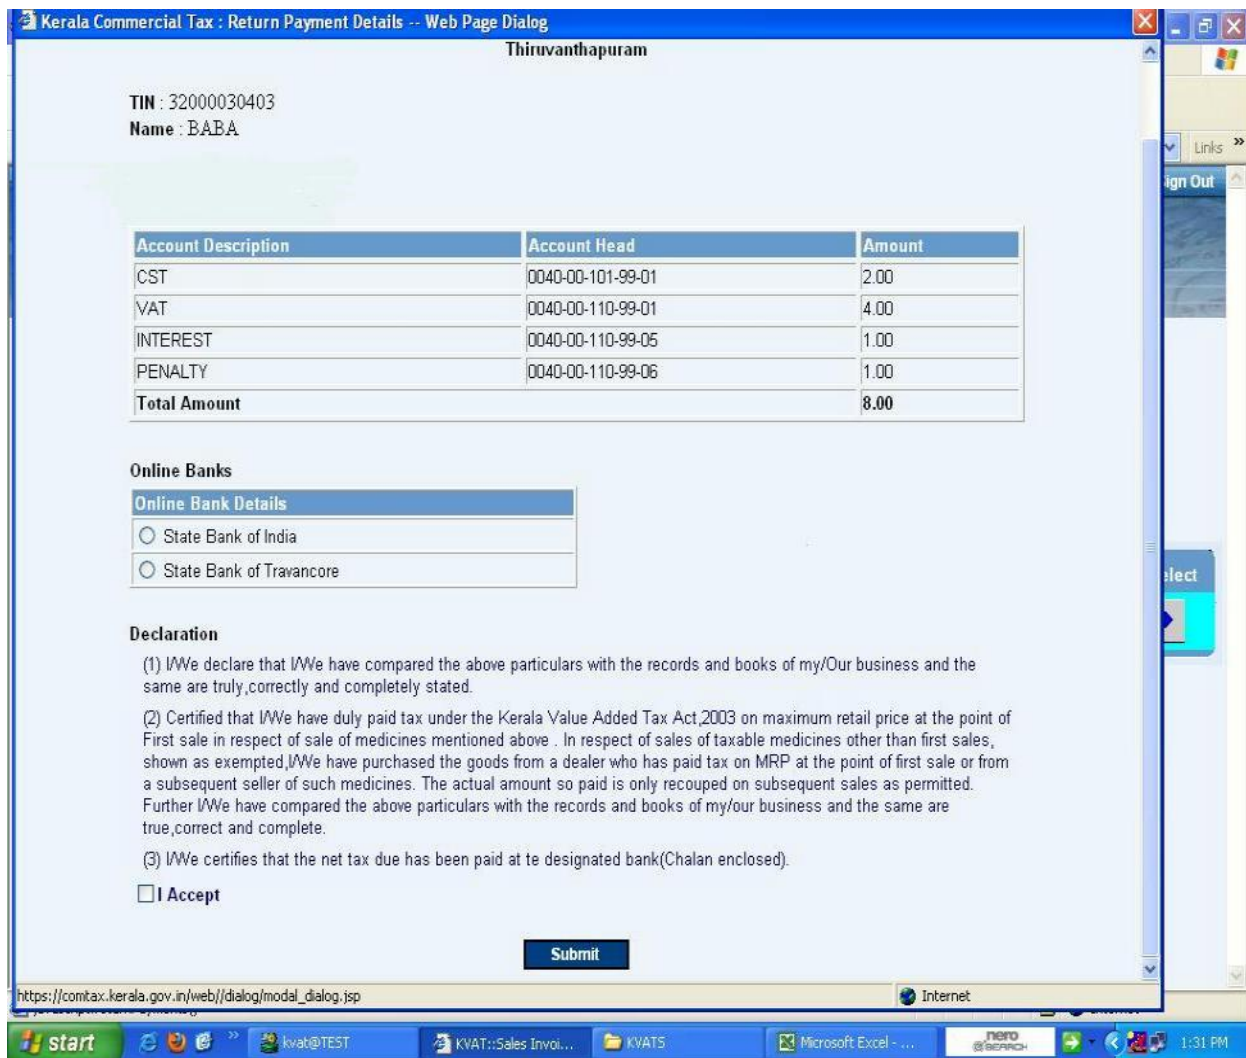 Kerala Commercial Tax : Return Payment Details -- Web Page Dialog
Thiruvanthapuram
TIN : 32000030403
Name : BABA
Links »
ign Out
Account Description Account Head Amount
CST 0040-00-101-99-01 2.00
VAT 0040-00-110-99-01 4.00
INTEREST 0040-00-110-99-05 1.00
PENALTY 0040-00-110-99-06 1.00
Total Amount 8.00
Online Banks
Online Bank Details
State Bank of India
State Bank of Travancore
elect
Declaration
(1) I/We declare that I/We have compared the above particulars with the records and books of my/Our business and the
same are truly,correctly and completely stated.
(2) Certified that I/We have duly paid tax under the Kerala Value Added Tax Act,2003 on maximum retail price at the point of
First sale in respect of sale of medicines mentioned above . In respect of sales of taxable medicines other than first sales,
shown as exempted,I/We have purchased the goods from a dealer who has paid tax on MRP at the point of first sale or from
a subsequent seller of such medicines. The actual amount so paid is only recouped on subsequent sales as permitted.
Further I/We have compared the above particulars with the records and books of my/our business and the same are
true,correct and complete.
(3) I/We certifies that the net tax due has been paid at te designated bank(Chalan enclosed).
I Accept
Submit
https://comtax.kerala.gov.in/web//dialog/modal_dialog.jsp Internet
start » kvat@TEST KVAT::Sales Invoi... KVATS Microsoft Excel - ... nero SEARCH 1:31 PM